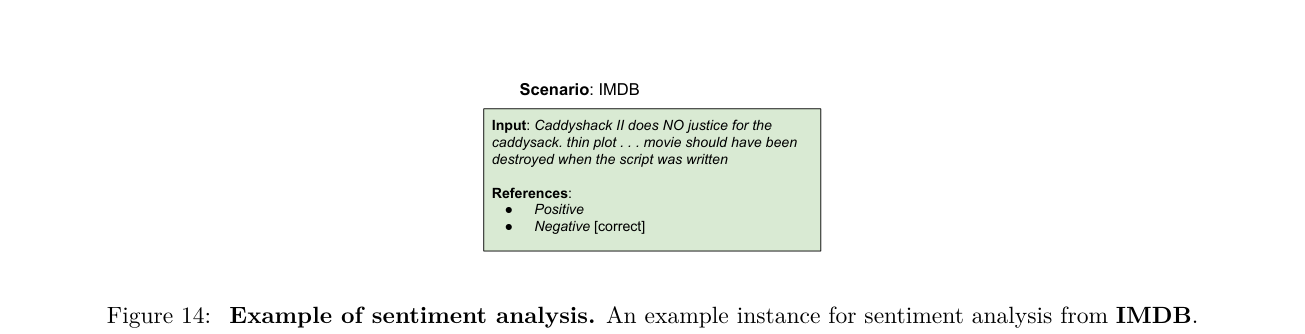 Scenario: IMDB
Input: Caddyshack II does NO justice for the
caddysack. thin plot . . . movie should have been
destroyed when the script was written
References:
● Positive
● Negative [correct]
Figure 14: Example of sentiment analysis. An example instance for sentiment analysis from IMDB.